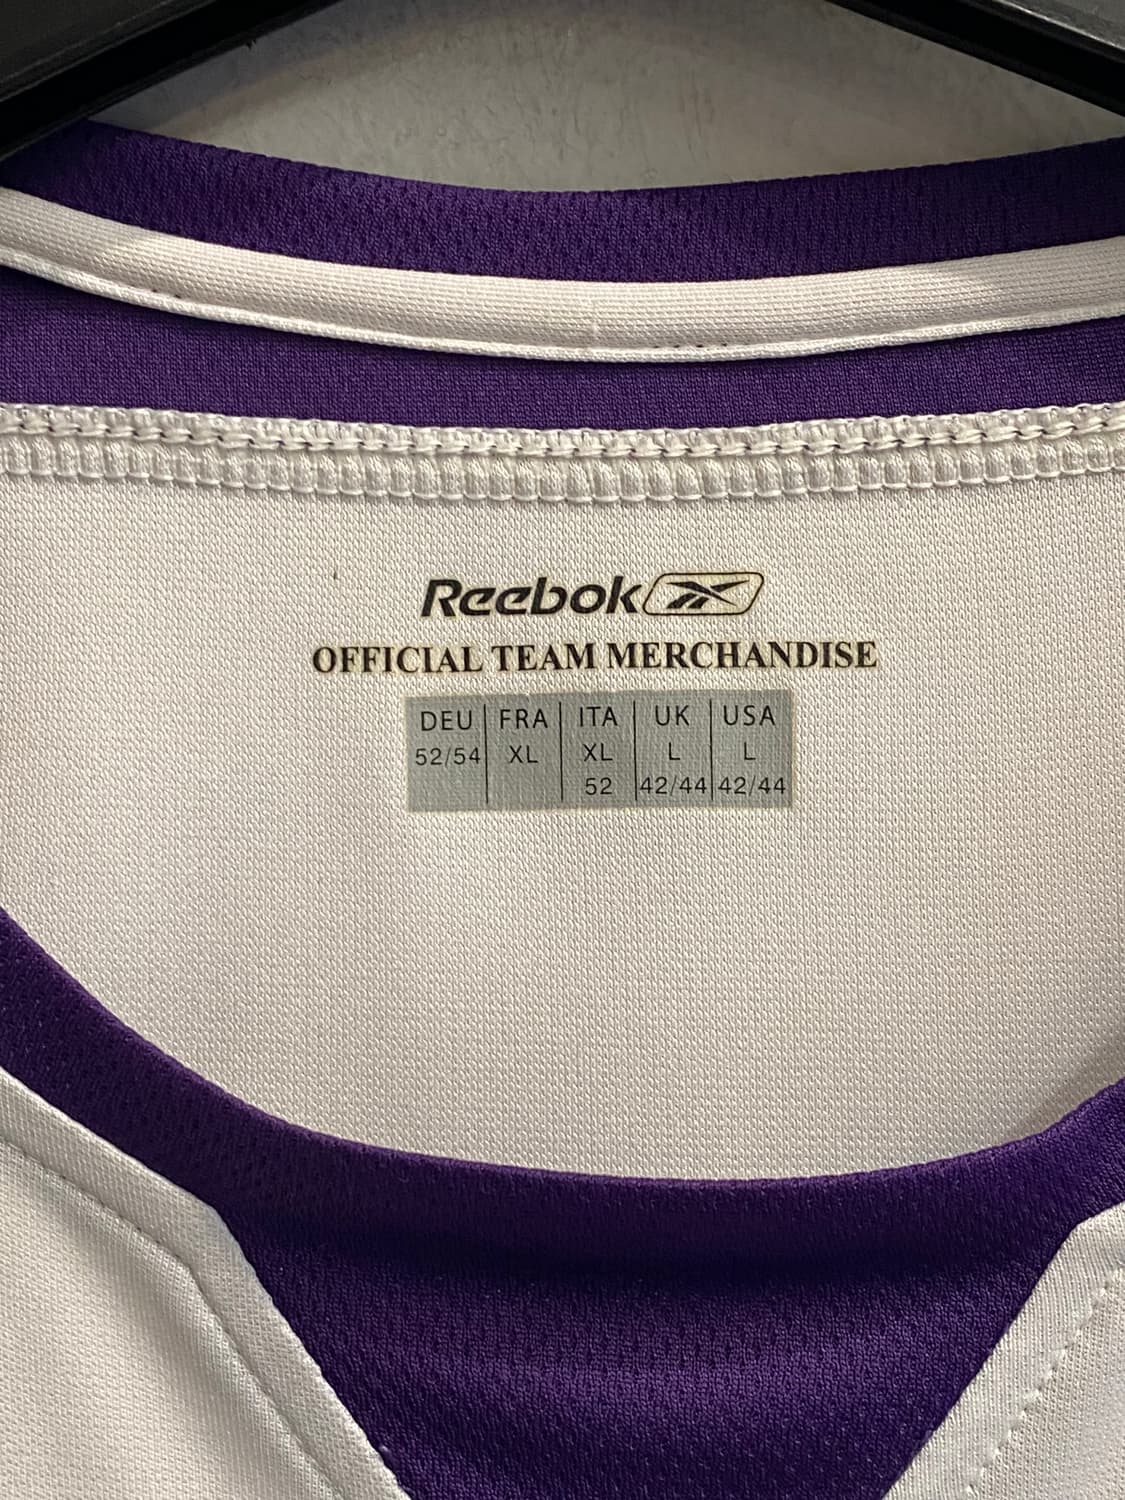 Reebok
OFFICIAL TEAM MERCHANDISE
DEU FRA ITA UK USA
52/54 XL XL L L
52 42/44 42/44